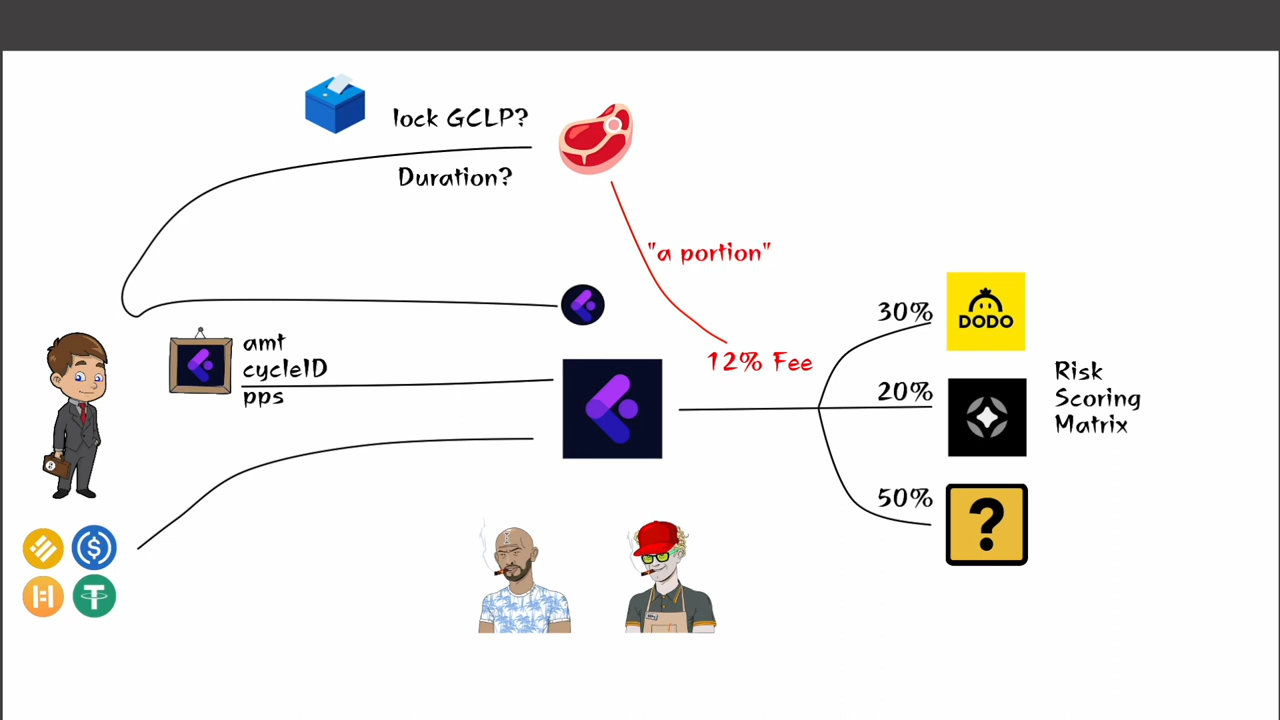 lock GCLP?
Duration?
"a portion"
12% Fee
amt
cycleID
pps
30%
DODO
20%
50%
?
Risk
Scoring
Matrix